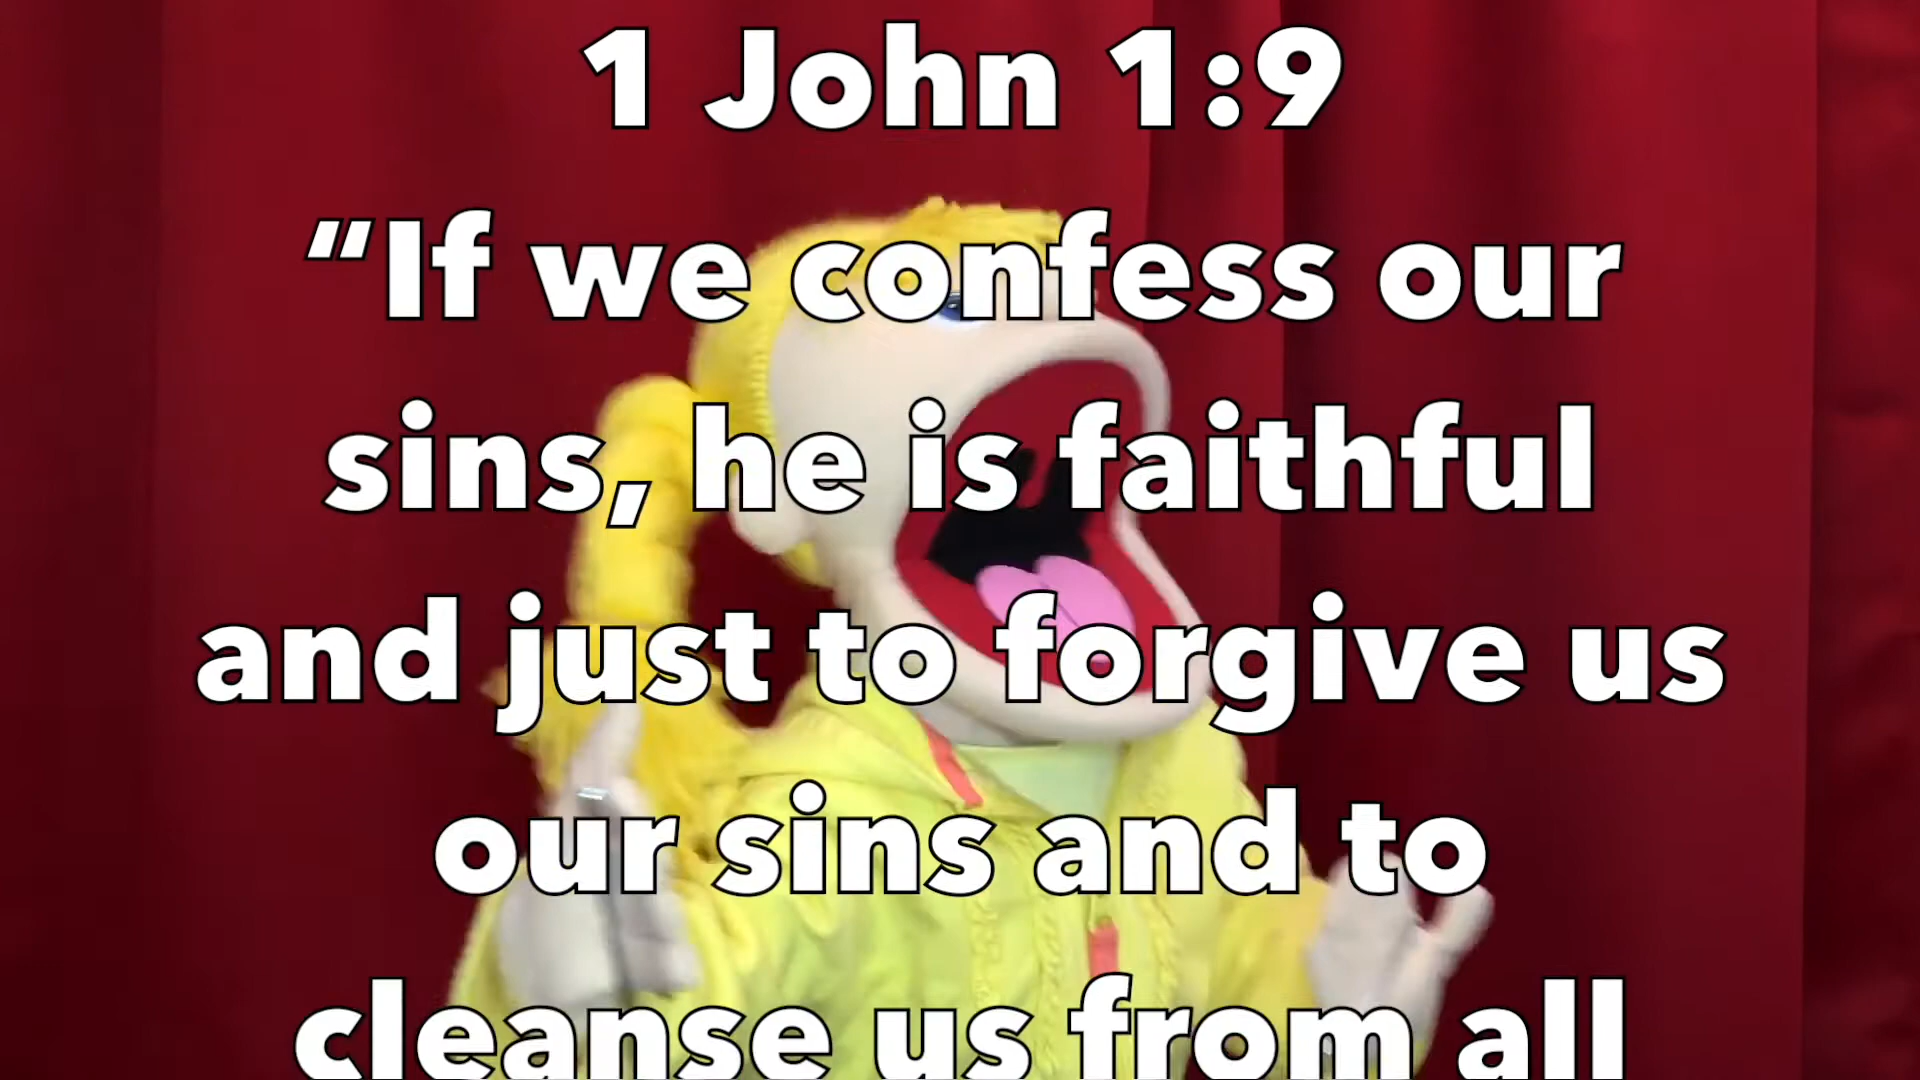 1 John 1:9
“If we confess our
sins, he is faithful
and just to forgive us
our sins and to
cleanse us from all